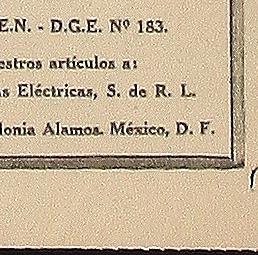 E.N. - D.G.E. Nº 183.
estros artículos a:
s Eléctricas, S. de R. L.
lonia Alamos. México, D. F.